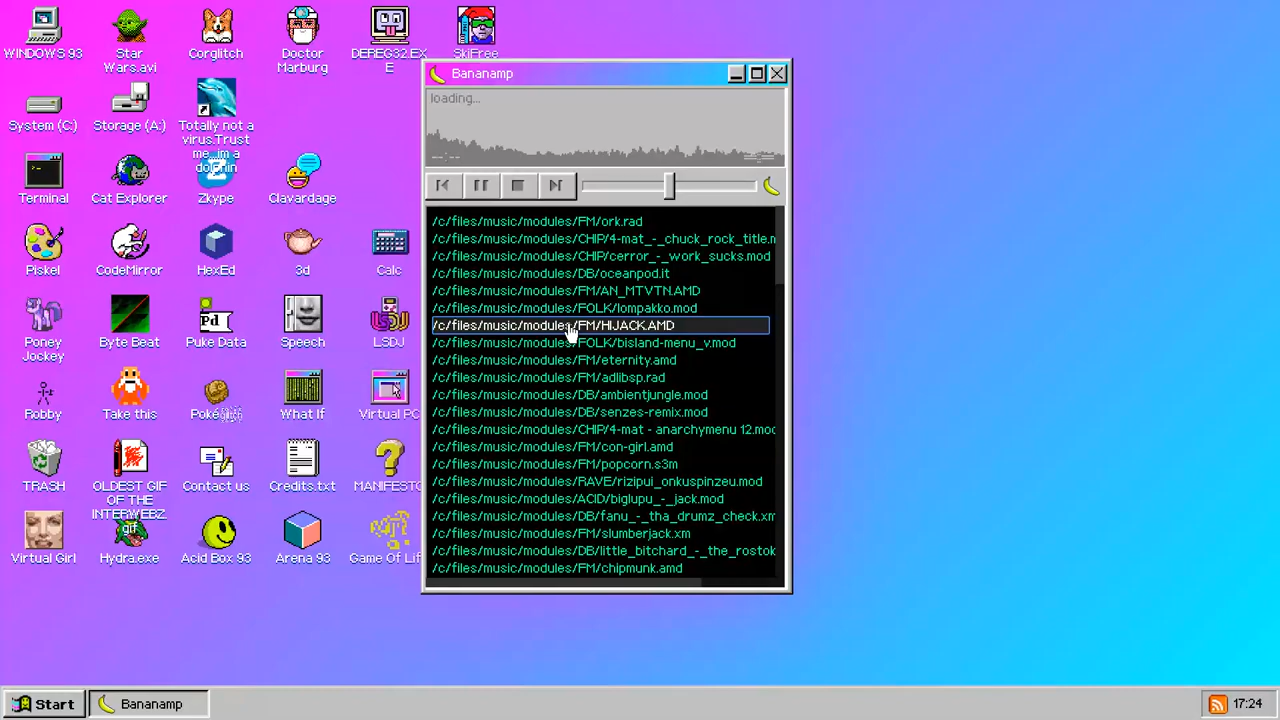 WINDOWS 93
Star
Wars.avi
Corglitch
Doctor
Marburg
DEREG32.EX
E
SkiFree
System (C:)
Storage (A:)
Totally not a
virus.Trust
me..im a
dolphin
Terminal
Cat Explorer
Zkype
Clavardage
Piskel
CodeMirror
HexEd
3d
Calc
Poney
Jockey
Byte Beat
Pd
Puke Data
Speech
LSDJ
LSDJ
Robby
Take this
What If
Virtual PC
TRASH
OLDEST GIF
OF THE
INTERWEBZ.
gif
Contact us
Credits.txt
MANIFESTO
Virtual Girl
Hydra.exe
Acid Box 93
Arena 93
Game Of Lif
Bananamp
loading...
/c/files/music/modules/FM/ork.rad
/c/files/music/modules/CHIP/4-mat_-_chuck_rock_title.m
/c/files/music/modules/CHIP/cerror_-_work_sucks.mod
/c/files/music/modules/DB/oceanpod.it
/c/files/music/modules/FM/AN_MTVTN.AMD
/c/files/music/modules/FOLK/lompakko.mod
/c/files/music/modules/FM/HIJACK.AMD
/c/files/music/modules/FOLK/bisland-menu_v.mod
/c/files/music/modules/FM/eternity.amd
/c/files/music/modules/FM/adlibsp.rad
/c/files/music/modules/DB/ambientjungle.mod
/c/files/music/modules/DB/senzes-remix.mod
/c/files/music/modules/CHIP/4-mat - anarchymenu 12.mod
/c/files/music/modules/FM/con-girl.amd
/c/files/music/modules/FM/popcorn.s3m
/c/files/music/modules/RAVE/rizipui_onkuspinzeu.mod
/c/files/music/modules/ACID/biglupu_-_jack.mod
/c/files/music/modules/DB/fanu_-_tha_drumz_check.xm
/c/files/music/modules/FM/slumberjack.xm
/c/files/music/modules/DB/little_bitchard_-_the_rostok
/c/files/music/modules/FM/chipmunk.amd
Start
Bananamp
17:24